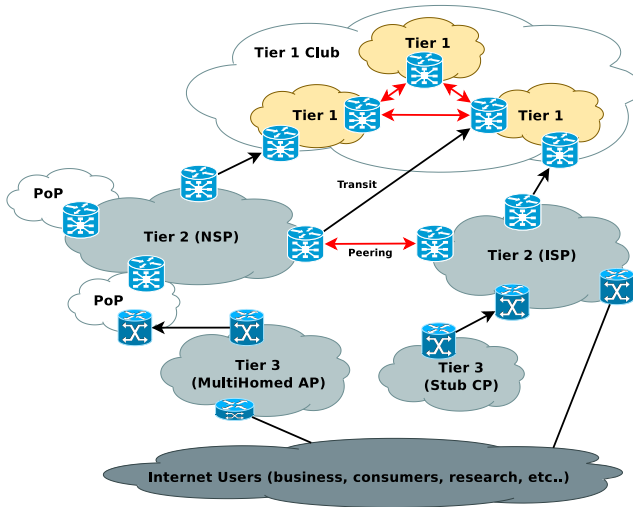 Tier 1
Tier 1 Club
Tier 1
Tier 1
Transit
PoP
Tier 2 (NSP)
Peering
Tier 2 (ISP)
PoP
Tier 3
(MultiHomed AP)
Tier 3
(Stub CP)
Internet Users (business, consumers, research, etc..)